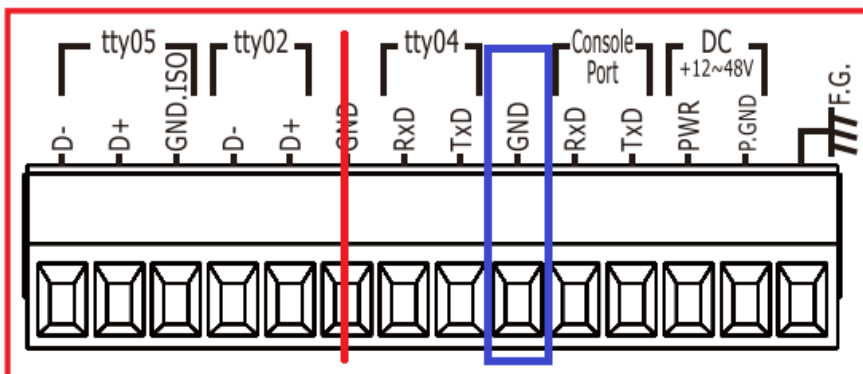 tty05 tty02 tty04 Console Port DC +12~48V
D- D+ GND.ISO D- D+ GND RxD TxD GND RxD TxD PWR P.GND F.G.